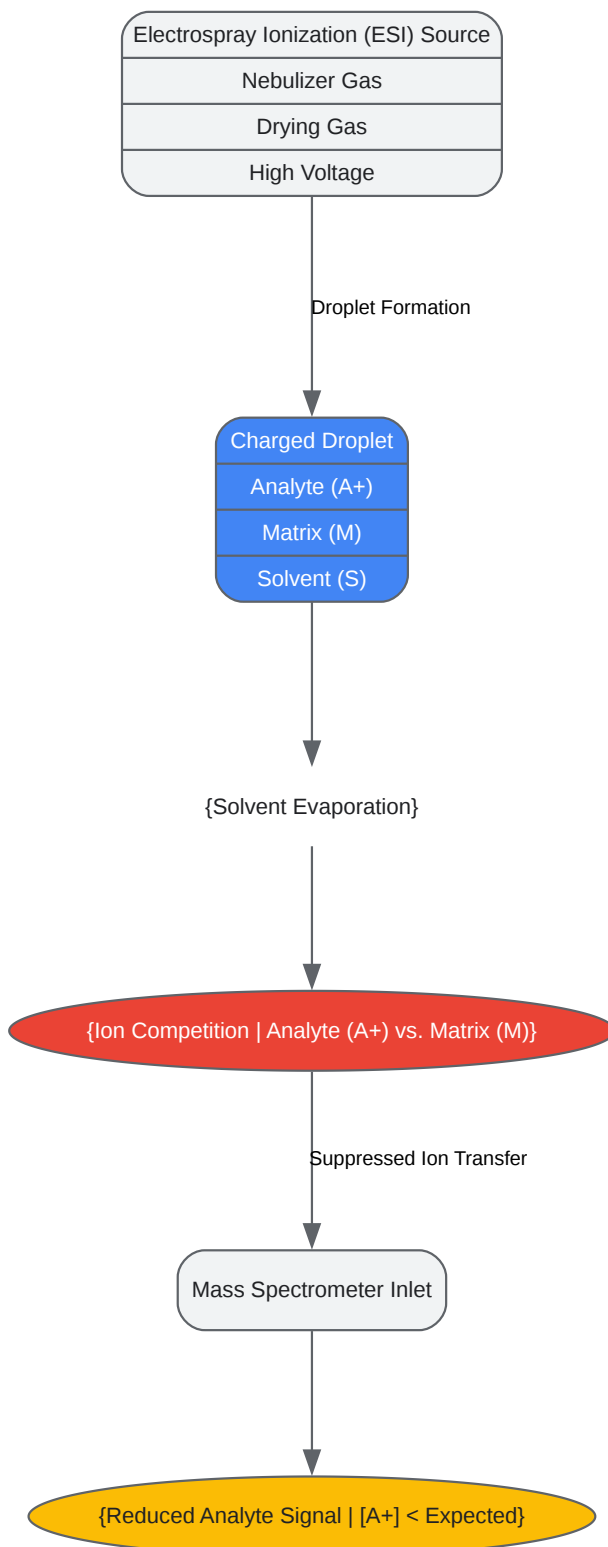 Electrospray Ionization (ESI) Source
Nebulizer Gas
Drying Gas
High Voltage
Droplet Formation
Charged Droplet
Analyte (A+)
Matrix (M)
Solvent (S)
{Solvent Evaporation}
{Ion Competition | Analyte (A+) vs. Matrix (M)}
Suppressed Ion Transfer
Mass Spectrometer Inlet
{Reduced Analyte Signal | [A+] < Expected}